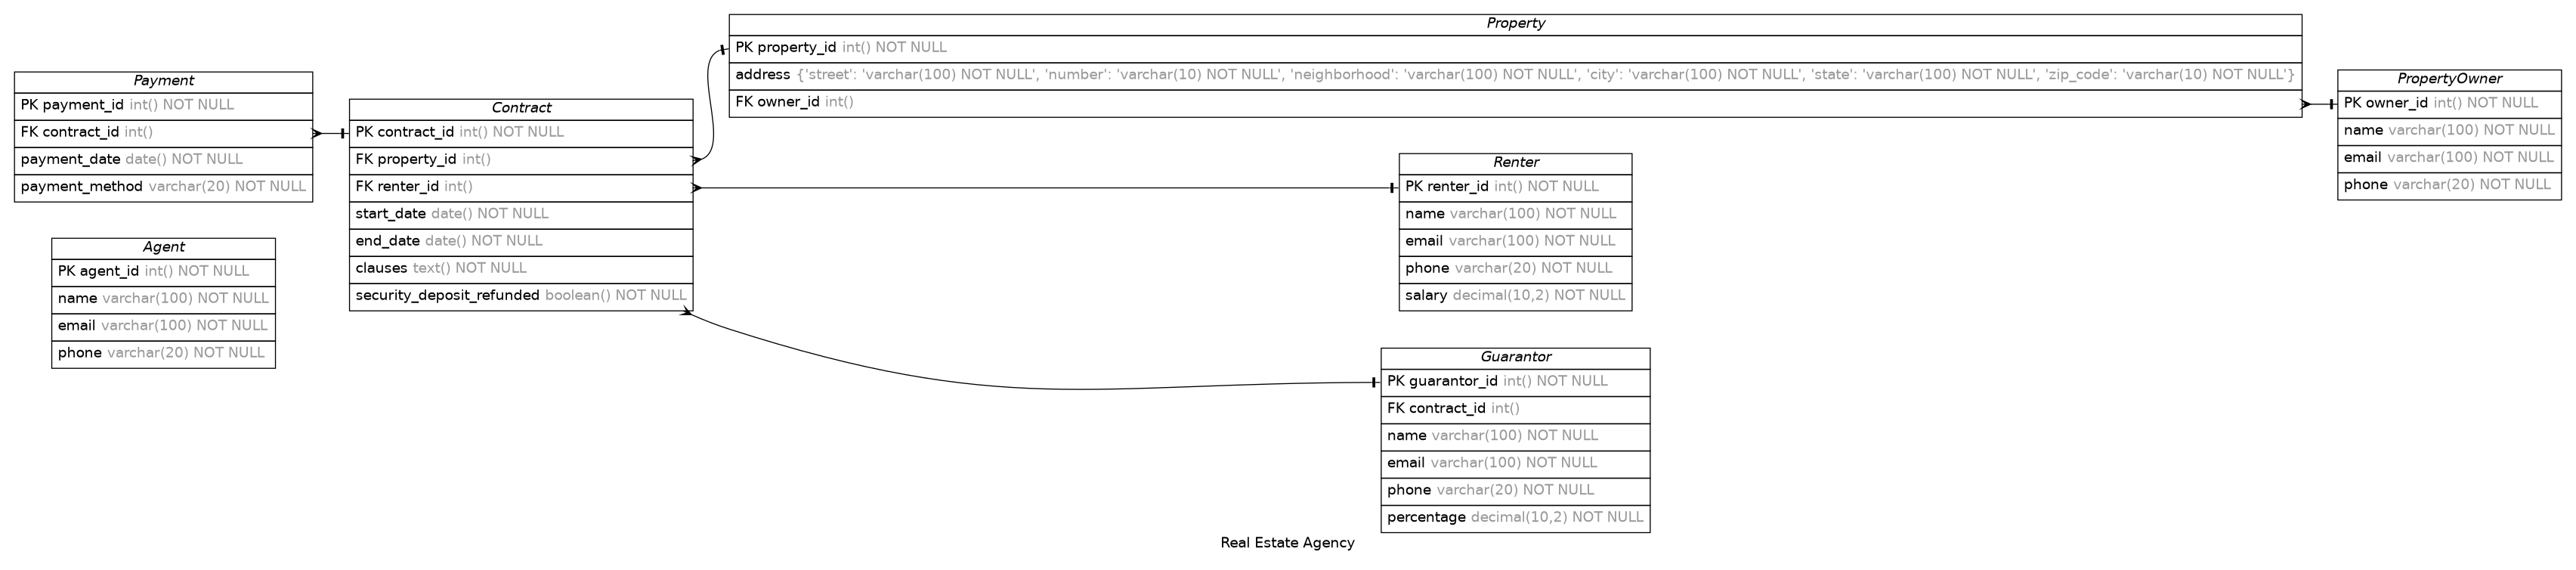 Payment
PK payment_id int() NOT NULL
FK contract_id int()
payment_date date() NOT NULL
payment_method varchar(20) NOT NULL
Agent
PK agent_id int() NOT NULL
name varchar(100) NOT NULL
email varchar(100) NOT NULL
phone varchar(20) NOT NULL
Contract
PK contract_id int() NOT NULL
FK property_id int()
FK renter_id int()
start_date date() NOT NULL
end_date date() NOT NULL
clauses text() NOT NULL
security_deposit_refunded boolean() NOT NULL
Property
PK property_id int() NOT NULL
address {'street': 'varchar(100) NOT NULL', 'number': 'varchar(10) NOT NULL', 'neighborhood': 'varchar(100) NOT NULL', 'city': 'varchar(100) NOT NULL', 'state': 'varchar(100) NOT NULL', 'zip_code': 'varchar(10) NOT NULL'}
FK owner_id int()
Renter
PK renter_id int() NOT NULL
name varchar(100) NOT NULL
email varchar(100) NOT NULL
phone varchar(20) NOT NULL
salary decimal(10,2) NOT NULL
Guarantor
PK guarantor_id int() NOT NULL
FK contract_id int()
name varchar(100) NOT NULL
email varchar(100) NOT NULL
phone varchar(20) NOT NULL
percentage decimal(10,2) NOT NULL
PropertyOwner
PK owner_id int() NOT NULL
name varchar(100) NOT NULL
email varchar(100) NOT NULL
phone varchar(20) NOT NULL
Real Estate Agency